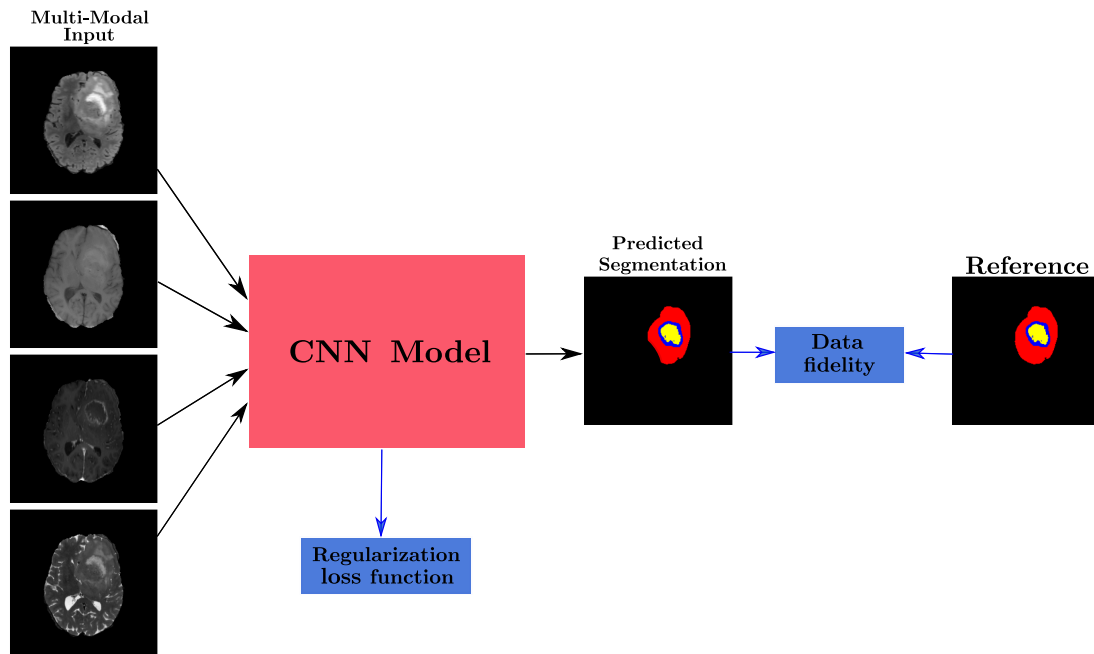 Multi-Modal
Input
CNN Model
Predicted
Segmentation
Reference
Data
fidelity
Regularization
loss function